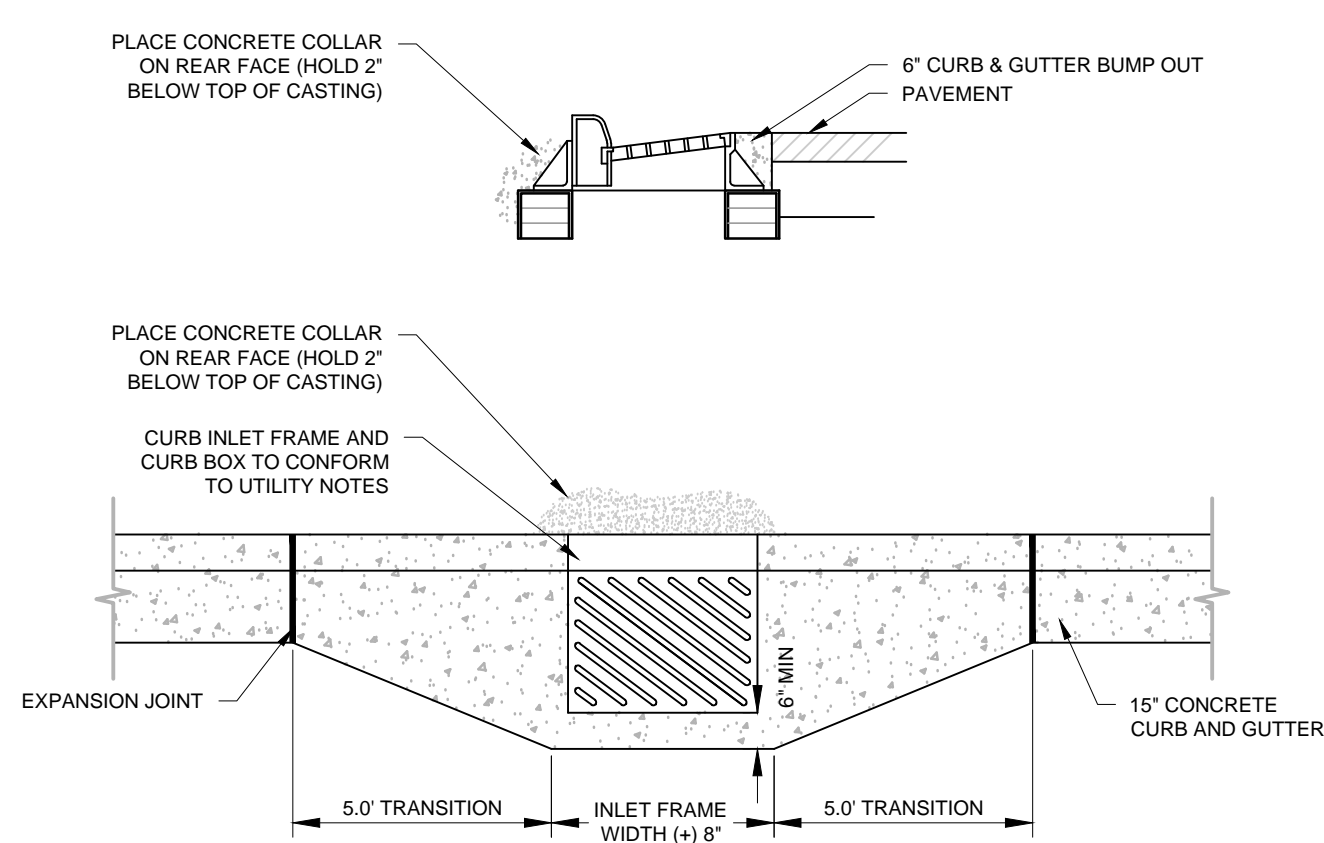 PLACE CONCRETE COLLAR
ON REAR FACE (HOLD 2"
BELOW TOP OF CASTING)
6" CURB & GUTTER BUMP OUT
PAVEMENT
PLACE CONCRETE COLLAR
ON REAR FACE (HOLD 2"
BELOW TOP OF CASTING)
CURB INLET FRAME AND
CURB BOX TO CONFORM
TO UTILITY NOTES
6" MIN
EXPANSION JOINT
15" CONCRETE
CURB AND GUTTER
5.0' TRANSITION
INLET FRAME
WIDTH (+) 8"
5.0' TRANSITION